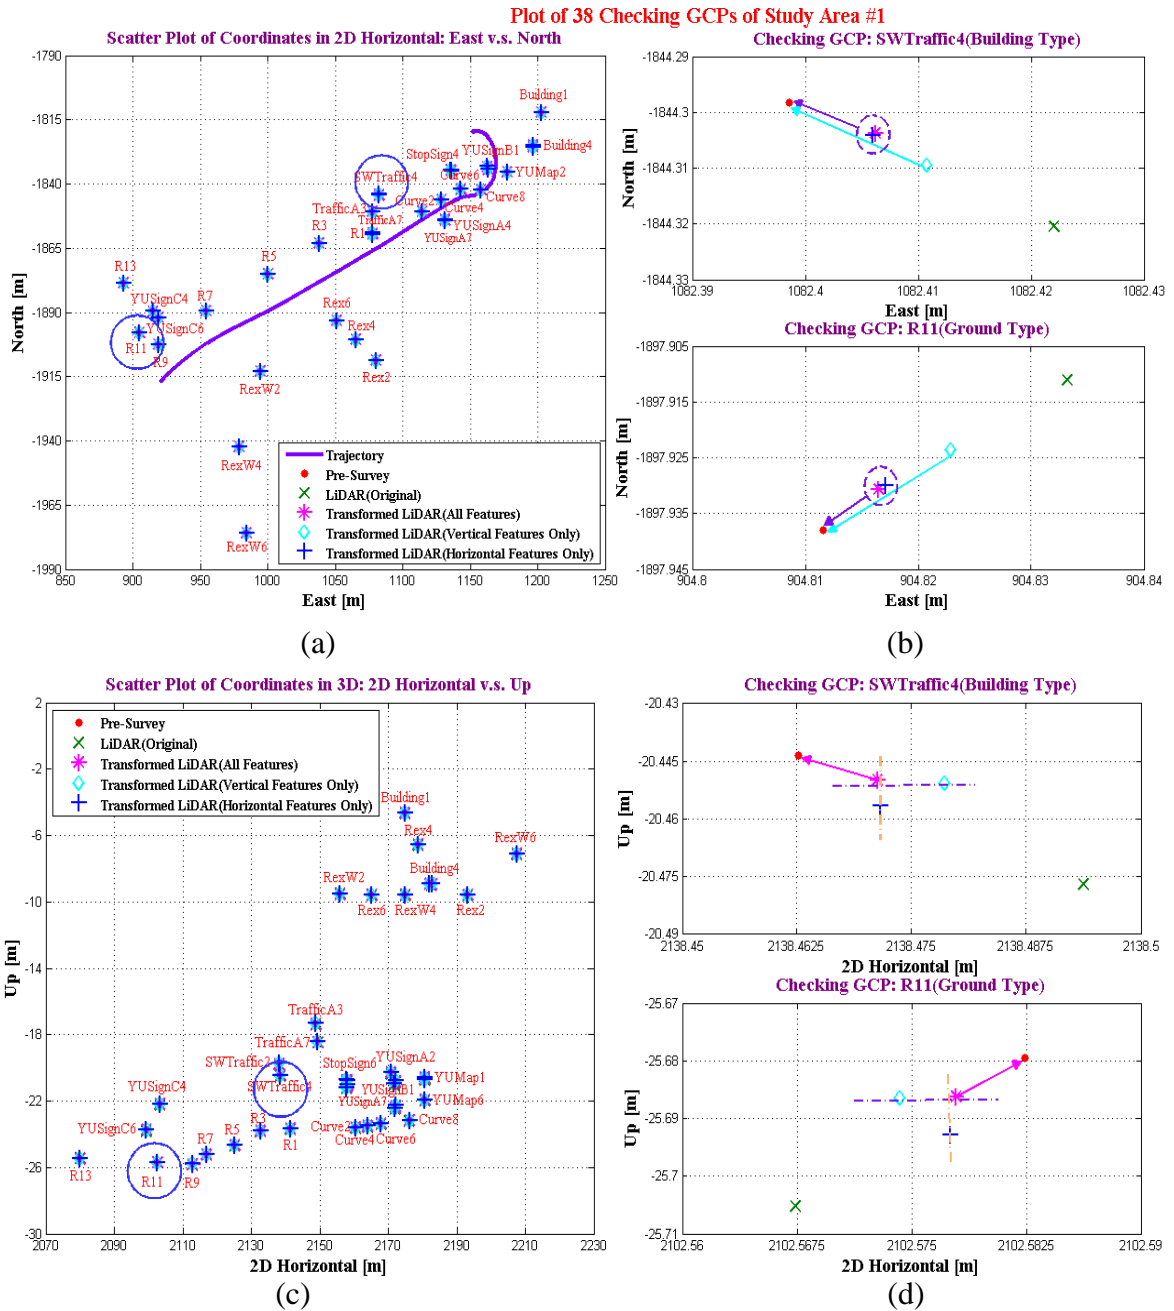 Plot of 38 Checking GCPs of Study Area #1
Scatter Plot of Coordinates in 2D Horizontal: East v.s. North
-1790
-1815
-1840
-1865
-1890
-1915
-1940
-1965
-1990
North [m]
Building1
Building4
YUSignB1
StopSign4
YUMap2
Curve6
SWTraffic4
Curve8
Curve2
Curve4
TrafficA3
TrafficA7
YUSignA4
R1
YUSignA7
R3
R5
R13
YUSignC4
R7
YUSignC6
R11
R9
Rex6
Rex4
Rex2
RexW2
RexW4
RexW6
Trajectory
Pre-Survey
LiDAR(Original)
Transformed LiDAR(All Features)
Transformed LiDAR(Vertical Features Only)
Transformed LiDAR(Horizontal Features Only)
850 900 950 1000 1050 1100 1150 1200 1250
East [m]
(a)
Checking GCP: SWTraffic4(Building Type)
-1844.29
-1844.3
-1844.31
-1844.32
-1844.33
North [m]
1082.39 1082.4 1082.41 1082.42 1082.43
East [m]
Checking GCP: R11(Ground Type)
-1897.905
-1897.915
-1897.925
-1897.935
-1897.945
North [m]
904.8 904.81 904.82 904.83 904.84
East [m]
(b)
Scatter Plot of Coordinates in 3D: 2D Horizontal v.s. Up
2
-2
-6
-10
-14
-18
-22
-26
-30
Up [m]
Pre-Survey
LiDAR(Original)
Transformed LiDAR(All Features)
Transformed LiDAR(Vertical Features Only)
Transformed LiDAR(Horizontal Features Only)
Building1
Rex4
RexW6
Building4
RexW2
Rex6
RexW4
Rex2
TrafficA3
TrafficA7
SWTraffic2
StopSign6
YUSignA2
SWTraffic4
YUMap1
YUSignB1
YUSignA7
YUMap6
YUSignC4
YUSignC6
R3
R1
Curve2
Curve4
Curve6
Curve8
R7
R5
R13
R11
R9
2070 2090 2110 2130 2150 2170 2190 2210 2230
2D Horizontal [m]
(c)
Checking GCP: SWTraffic4(Building Type)
-20.43
-20.445
-20.46
-20.475
-20.49
Up [m]
2138.45 2138.4625 2138.475 2138.4875 2138.5
2D Horizontal [m]
Checking GCP: R11(Ground Type)
-25.67
-25.68
-25.69
-25.7
-25.71
Up [m]
2102.56 2102.5675 2102.575 2102.5825 2102.59
2D Horizontal [m]
(d)